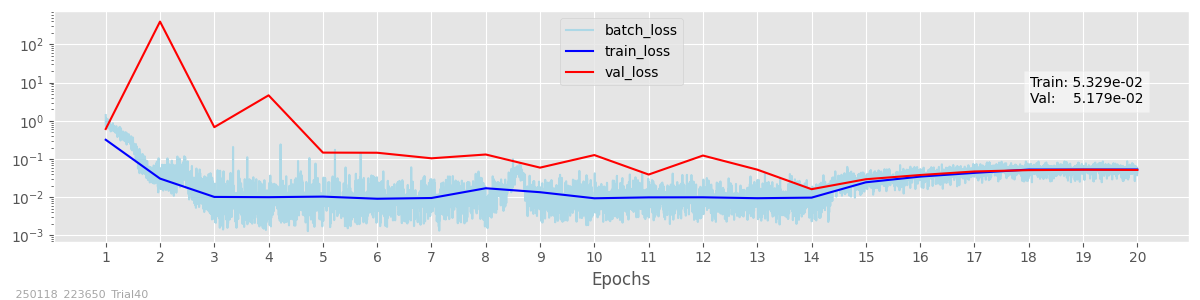 10²
10¹
10⁰
10⁻¹
10⁻²
10⁻³
batch_loss
train_loss
val_loss
Train: 5.329e-02
Val: 5.179e-02
1 2 3 4 5 6 7 8 9 10 11 12 13 14 15 16 17 18 19 20
Epochs
250118_223650_Trial40